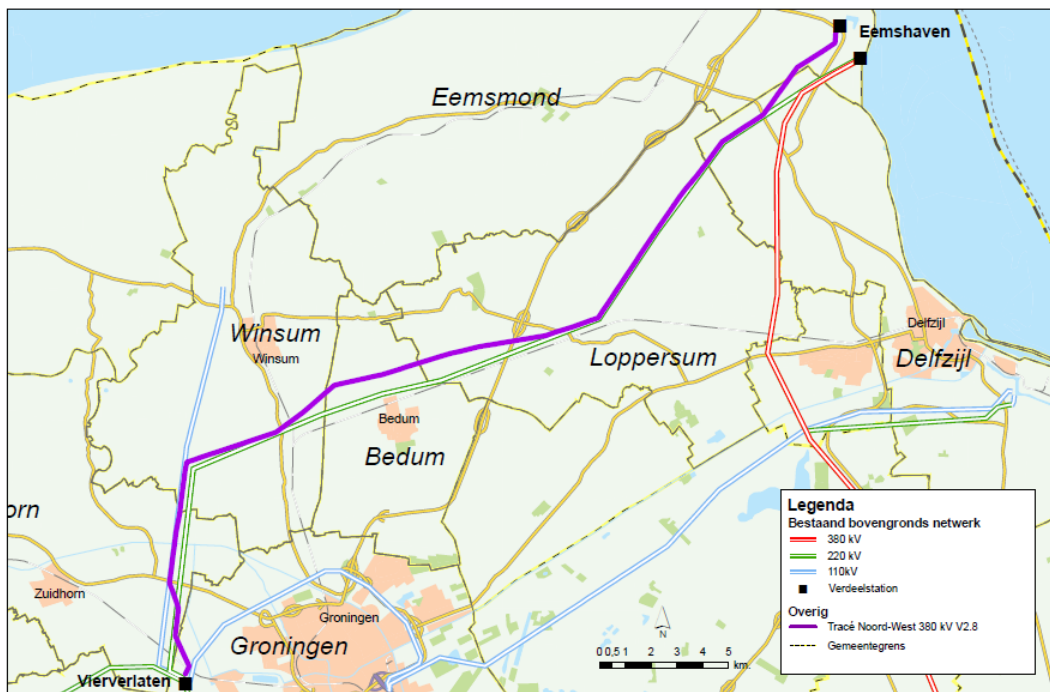 Eemshaven
Eemsmond
Winsum
Winsum
Loppersum
Delfzijl
Delfzijl
Bedum
Bedum
orn
Zuidhorn
Groningen
Groningen
Vierverlaten
N
0 0,5 1 2 3 4 5
km.
Legenda
Bestaand bovengronds netwerk
380 kV
220 kV
110kV
Verdeelstation
Overig
Tracé Noord-West 380 kV V2.8
Gemeentegrens